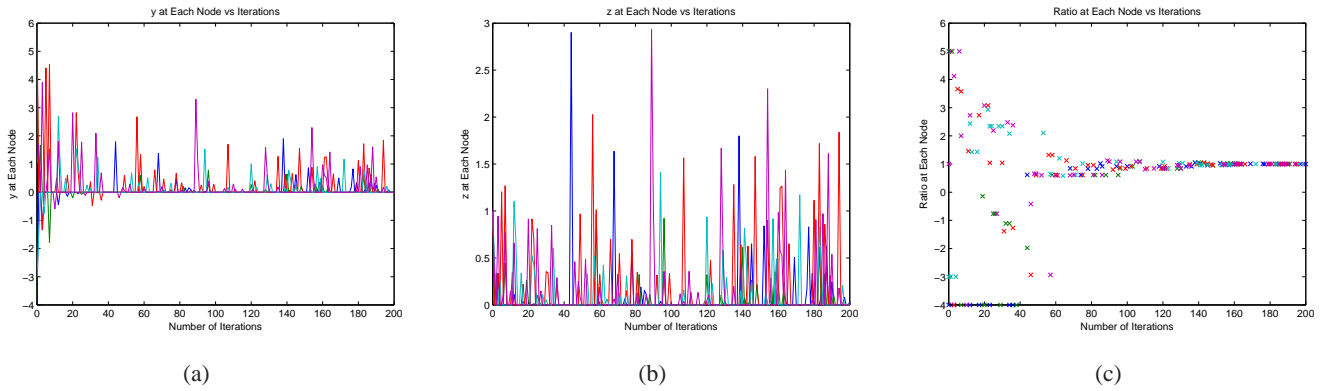 y at Each Node vs Iterations
6
5
4
3
2
1
0
−1
−2
−3
−4
y at Each Node
0 20 40 60 80 100 120 140 160 180 200
Number of Iterations
(a)
z at Each Node vs Iterations
3
2.5
2
1.5
1
0.5
0
z at Each Node
0 20 40 60 80 100 120 140 160 180 200
Number of Iterations
(b)
Ratio at Each Node vs Iterations
6
5
4
3
2
1
0
−1
−2
−3
−4
Ratio at Each Node
0 20 40 60 80 100 120 140 160 180 200
Number of Iterations
(c)